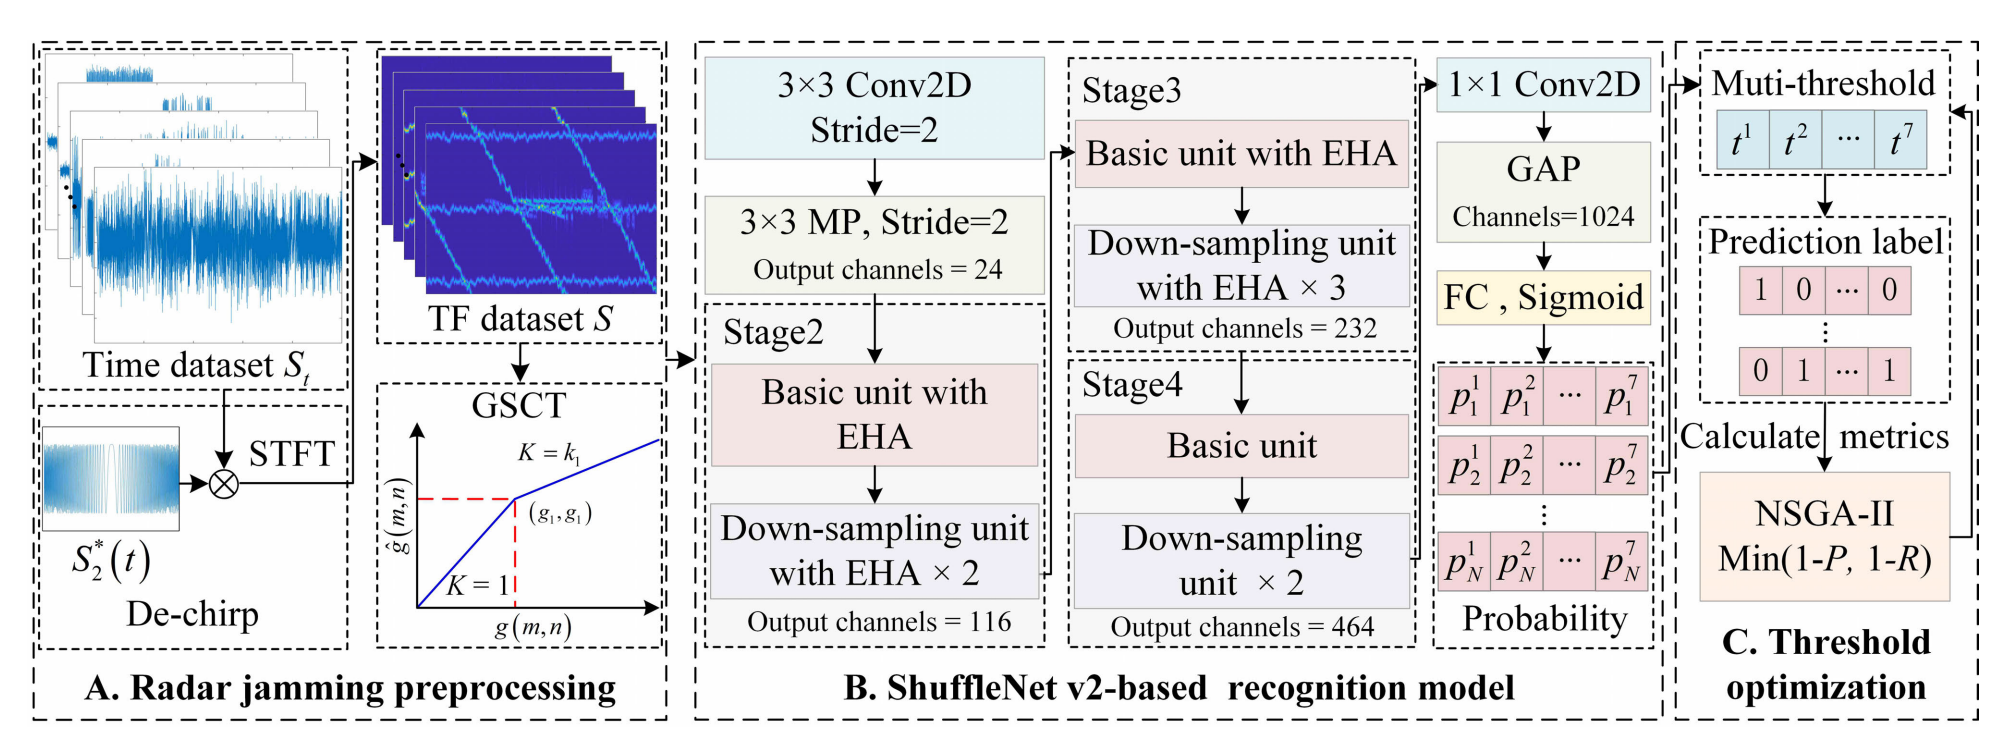 Time dataset S_t
S_2^*(t)
De-chirp
STFT
TF dataset S
GSCT
K = k_1
(g_1, g_1)
K = 1
ĝ(m, n)
g(m, n)
A. Radar jamming preprocessing
3×3 Conv2D
Stride=2
3×3 MP, Stride=2
Output channels = 24
Stage2
Basic unit with
EHA
Down-sampling unit
with EHA × 2
Output channels = 116
Stage3
Basic unit with EHA
Down-sampling unit
with EHA × 3
Output channels = 232
Stage4
Basic unit
Down-sampling
unit × 2
Output channels = 464
1×1 Conv2D
GAP
Channels=1024
FC , Sigmoid
p_1^1 p_1^2 ··· p_1^7
p_2^1 p_2^2 ··· p_2^7
⋮
p_N^1 p_N^2 ··· p_N^7
Probability
B. ShuffleNet v2-based recognition model
Muti-threshold
t^1 t^2 ··· t^7
Prediction label
1 0 ··· 0
⋮
0 1 ··· 1
Calculate metrics
NSGA-II
Min(1-P, 1-R)
C. Threshold
optimization